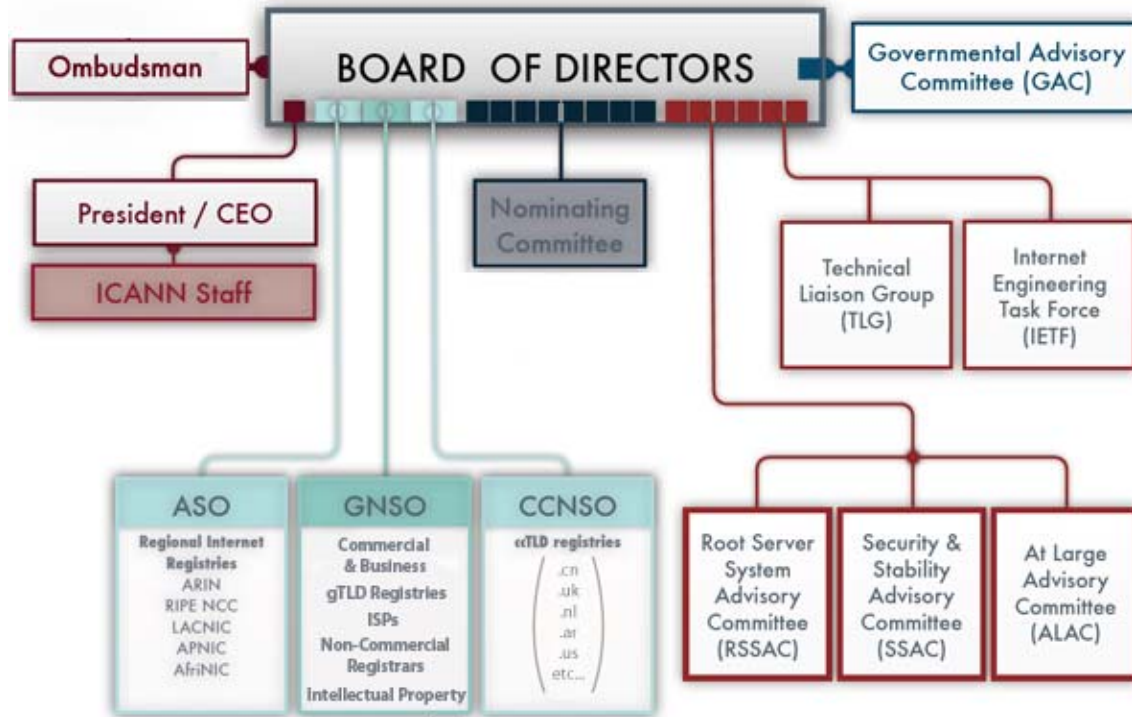 BOARD OF DIRECTORS
Ombudsman
Governmental Advisory
Committee (GAC)
President / CEO
ICANN Staff
Nominating
Committee
Technical
Liaison Group
(TLG)
Internet
Engineering
Task Force
(IETF)
ASO
Regional Internet
Registries
ARIN
RIPE NCC
LACNIC
APNIC
AfriNIC
GNSO
Commercial
& Business
gTLD Registries
ISPs
Non-Commercial
Registrars
Intellectual Property
CCNSO
ccTLD registries
.cn
.uk
.nl
.ar
.us
etc...
Root Server
System
Advisory
Committee
(RSSAC)
Security &
Stability
Advisory
Committee
(SSAC)
At Large
Advisory
Committee
(ALAC)